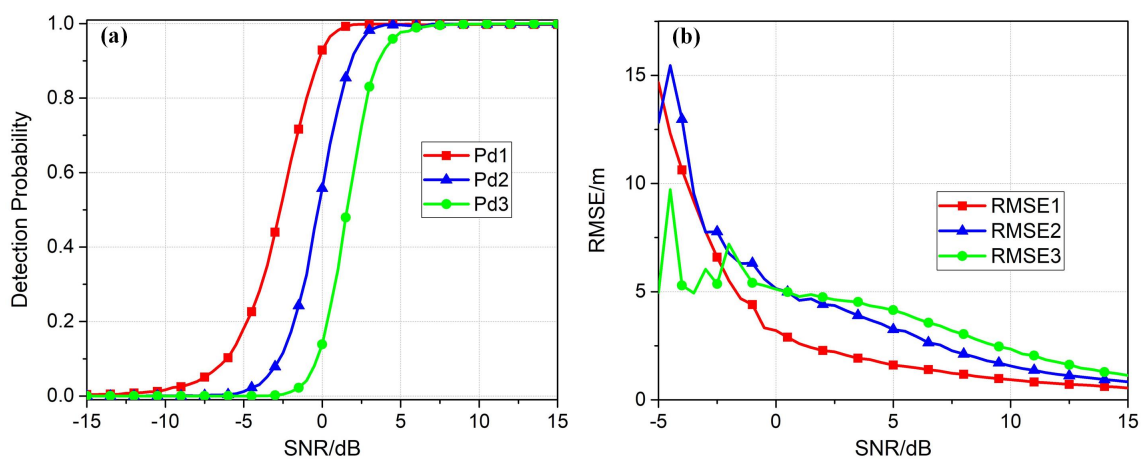 (a)
Detection Probability
1.0
0.8
0.6
0.4
0.2
0.0
Pd1
Pd2
Pd3
-15
-10
-5
0
5
10
15
SNR/dB
(b)
RMSE/m
15
10
5
0
RMSE1
RMSE2
RMSE3
-5
0
5
10
15
SNR/dB